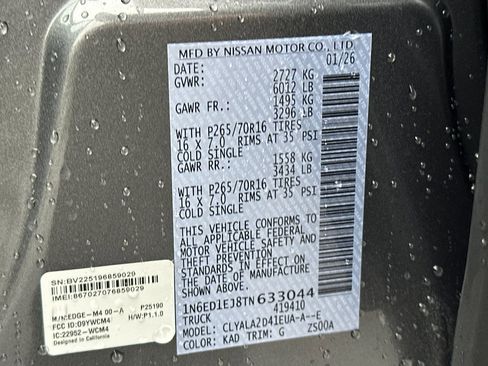 MFD BY NISSAN MOTOR CO., LTD.
DATE: 01/26
GVWR: 2727 KG
6012 LB
GAWR FR.: 1495 KG
3296 LB
WITH P265/70R16 TIRES
16 X 7.0 RIMS AT 35 PSI
COLD SINGLE
GAWR RR.: 1558 KG
3434 LB
WITH P265/70R16 TIRES
16 X 7.0 RIMS AT 35 PSI
COLD SINGLE
THIS VEHICLE CONFORMS TO
ALL APPLICABLE FEDERAL
MOTOR VEHICLE SAFETY
AND THEFT PREVENTION
STANDARDS IN EFFECT ON
THE DATE OF MANUFACTURE
SHOWN ABOVE.
1N6ED1EJ8TN633044
TRUCK 419410
MODEL: CLYALA2D41EUA-A--E
COLOR: KAD TRIM: G ZS00A
SN:BV225196859029
IMEI:867027076859029
M/N:EDGE-M4 00-A P25190
FCC ID:09YWCM4 H/W:P1.1.0
IC:22952-WCM4
Designed in California